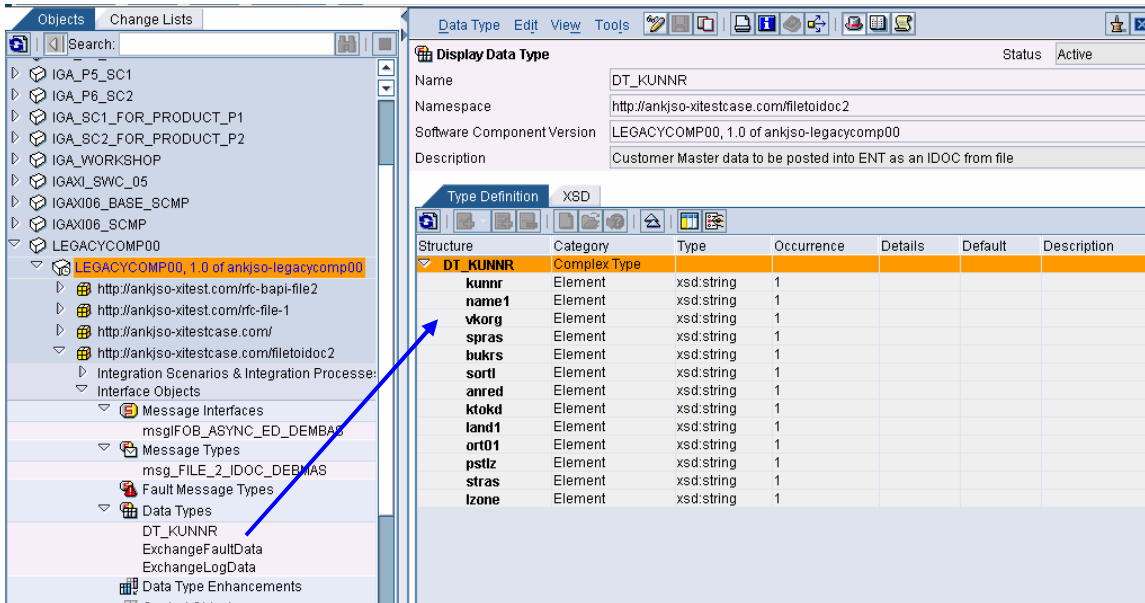 Objects
Change Lists
Search:
IGA_P5_SC1
IGA_P6_SC2
IGA_SC1_FOR_PRODUCT_P1
IGA_SC2_FOR_PRODUCT_P2
IGA_WORKSHOP
IGAXI_SWC_05
IGAXI06_BASE_SCMP
IGAXI06_SCMP
LEGACYCOMP00
LEGACYCOMP00, 1.0 of ankjso-legacycomp00
http://ankjso-xitest.com/rfc-bapi-file2
http://ankjso-xitest.com/rfc-file-1
http://ankjso-xitestcase.com/
http://ankjso-xitestcase.com/filetoidoc2
Integration Scenarios & Integration Processe
Interface Objects
Message Interfaces
msgIFOB_ASYNC_ED_DEMBAS
Message Types
msg_FILE_2_IDOC_DEBMAS
Fault Message Types
Data Types
DT_KUNNR
ExchangeFaultData
ExchangeLogData
Data Type Enhancements
Data Type Edit View Tools
Display Data Type Status Active
Name DT_KUNNR
Namespace http://ankjso-xitestcase.com/filetoidoc2
Software Component Version LEGACYCOMP00, 1.0 of ankjso-legacycomp00
Description Customer Master data to be posted into ENT as an IDOC from file
Type Definition XSD
Structure Category Type Occurrence Details Default Description
DT_KUNNR Complex Type
kunnr Element xsd:string 1
name1 Element xsd:string 1
vkorg Element xsd:string 1
spras Element xsd:string 1
bukrs Element xsd:string 1
sortl Element xsd:string 1
anred Element xsd:string 1
ktokd Element xsd:string 1
land1 Element xsd:string 1
ort01 Element xsd:string 1
pstlz Element xsd:string 1
stras Element xsd:string 1
lzone Element xsd:string 1